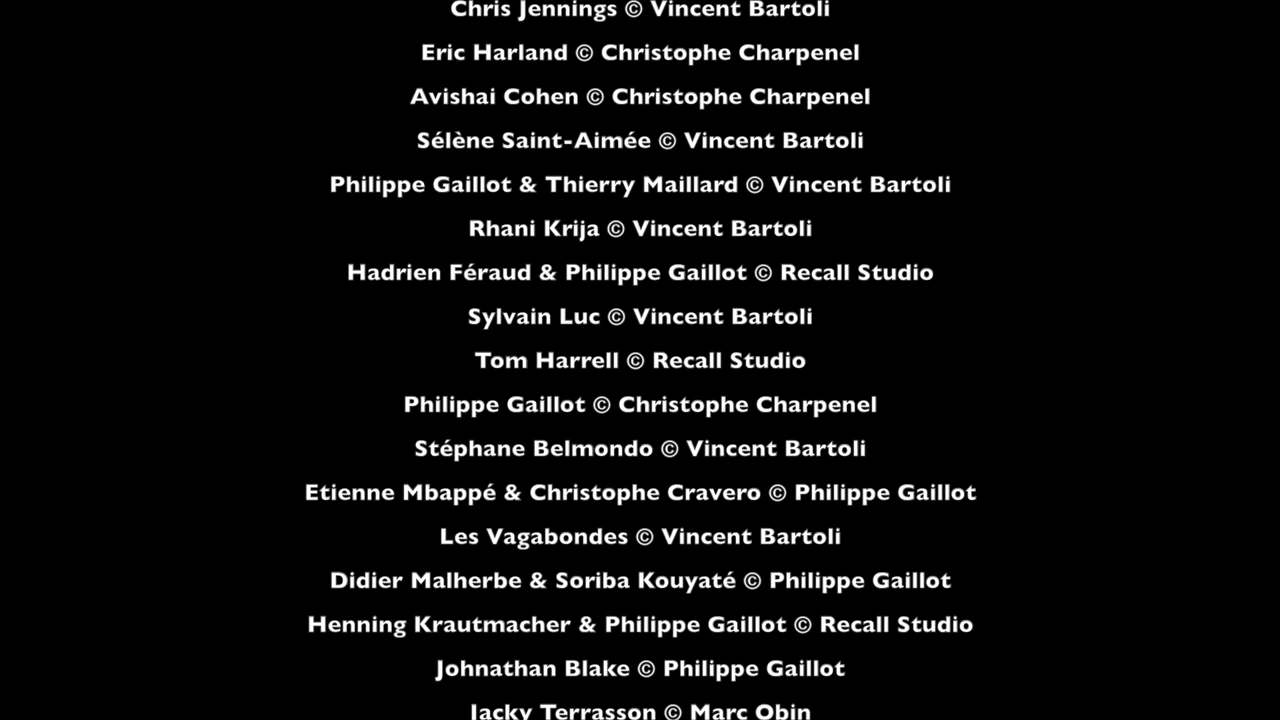 Chris Jennings © Vincent Bartoli
Eric Harland © Christophe Charpenel
Avishai Cohen © Christophe Charpenel
Sélène Saint-Aimée © Vincent Bartoli
Philippe Gaillot & Thierry Maillard © Vincent Bartoli
Rhani Krija © Vincent Bartoli
Hadrien Féraud & Philippe Gaillot © Recall Studio
Sylvain Luc © Vincent Bartoli
Tom Harrell © Recall Studio
Philippe Gaillot © Christophe Charpenel
Stéphane Belmondo © Vincent Bartoli
Etienne Mbappé & Christophe Cravero © Philippe Gaillot
Les Vagabondes © Vincent Bartoli
Didier Malherbe & Soriba Kouyaté © Philippe Gaillot
Henning Krautmacher & Philippe Gaillot © Recall Studio
Johnathan Blake © Philippe Gaillot
Jacky Terrasson © Marc Obin